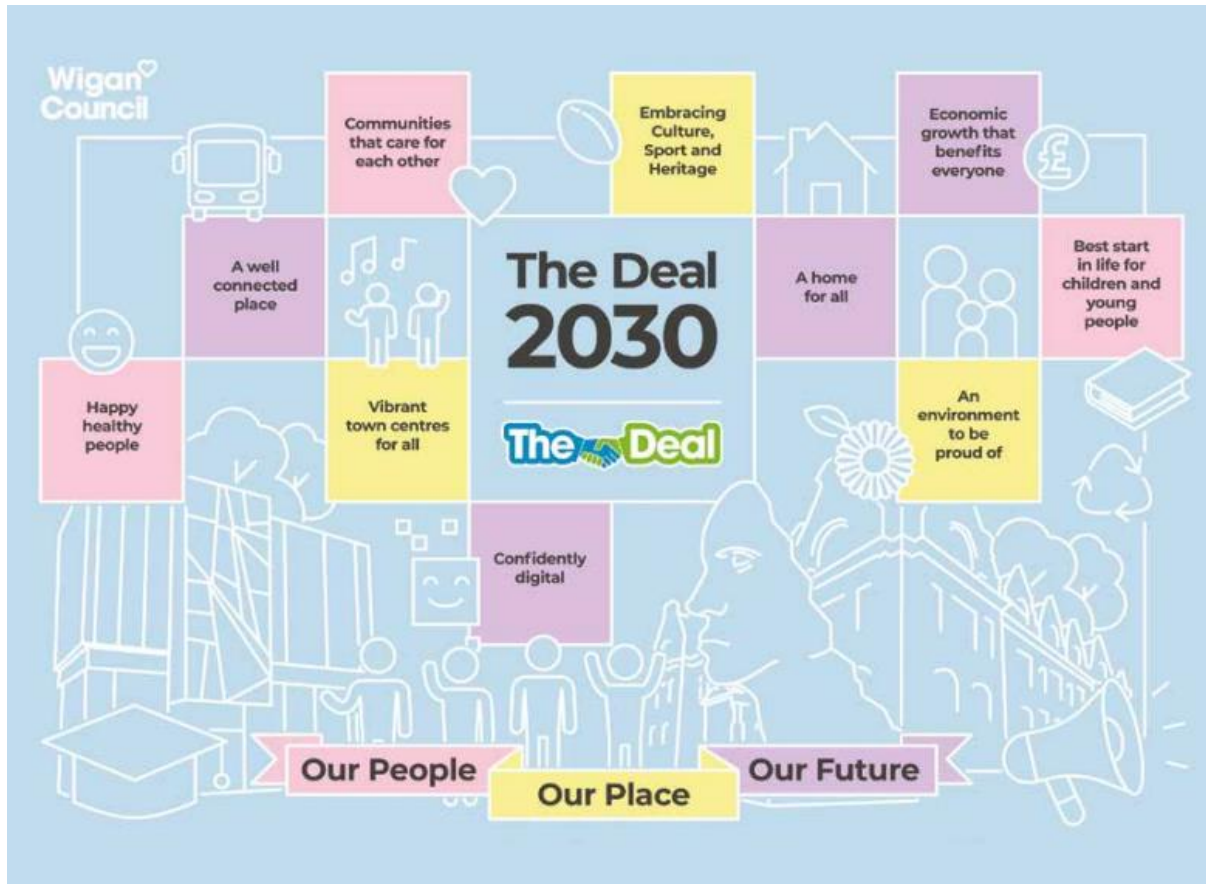 Wigan
Council
Communities
that care for
each other
Embracing
Culture,
Sport and
Heritage
Economic
growth that
benefits
everyone
£
A well
connected
place
The Deal
2030
A home
for all
Best start
in life for
children and
young
people
Happy
healthy
people
Vibrant
town centres
for all
The Deal
An
environment
to be
proud of
Confidently
digital
Our People
Our Place
Our Future